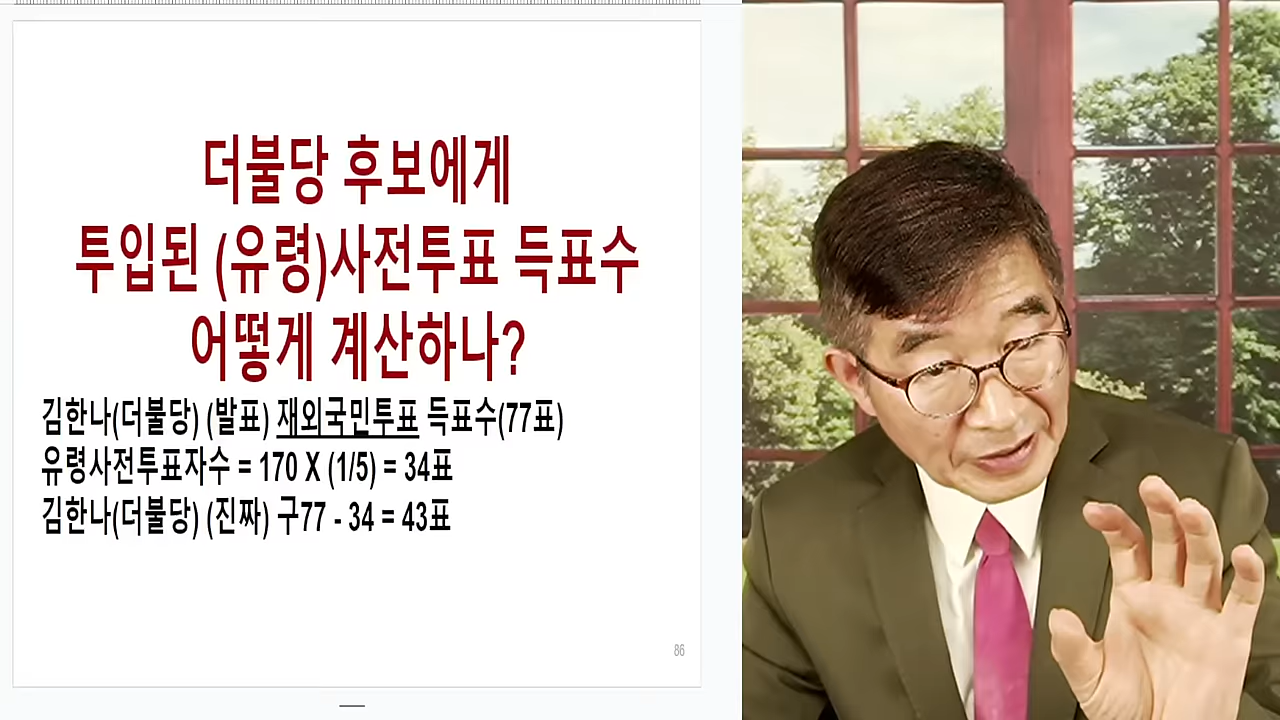 더불당 후보에게
투입된 (유령)사전투표 득표수
어떻게 계산하나?
김한나(더불당) (발표) 재외국민투표 득표수(77표)
유령사전투표자수 = 170 X (1/5) = 34표
김한나(더불당) (진짜) 구77 - 34 = 43표
86